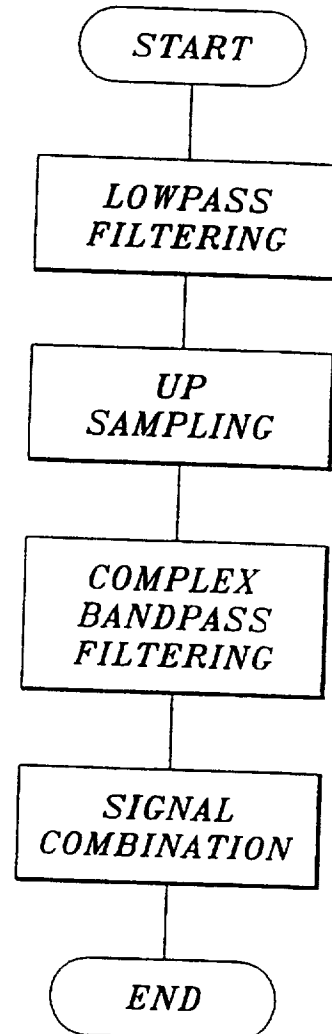 START
LOWPASS
FILTERING
UP
SAMPLING
COMPLEX
BANDPASS
FILTERING
SIGNAL
COMBINATION
END